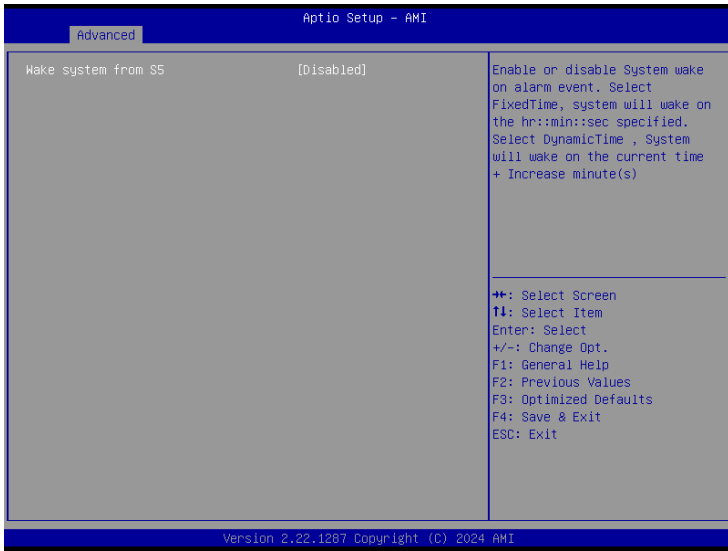 Aptio Setup – AMI
Advanced
Wake system from S5 [Disabled]
Enable or disable System wake
on alarm event. Select
FixedTime, system will wake on
the hr::min::sec specified.
Select DynamicTime , System
will wake on the current time
+ Increase minute(s)
→←: Select Screen
↑↓: Select Item
Enter: Select
+/-: Change Opt.
F1: General Help
F2: Previous Values
F3: Optimized Defaults
F4: Save & Exit
ESC: Exit
Version 2.22.1287 Copyright (C) 2024 AMI